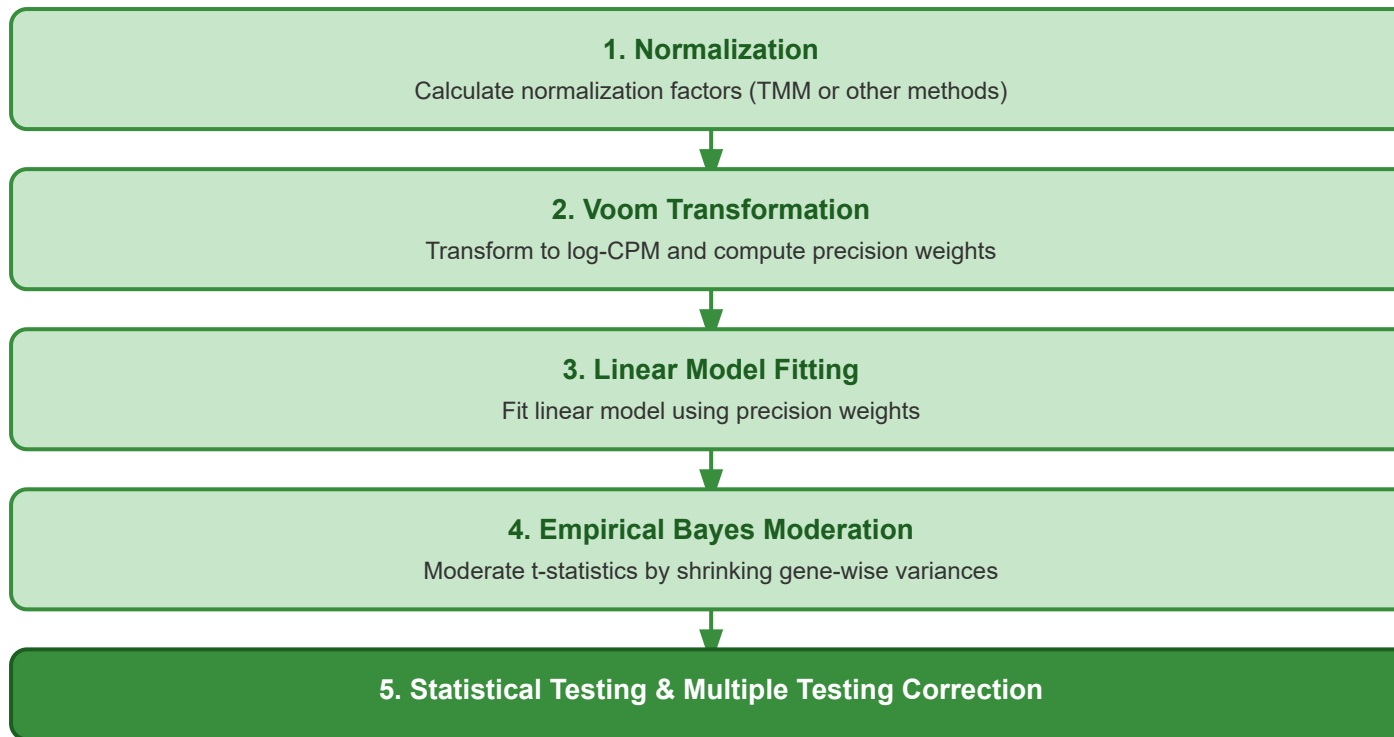 1. Normalization
Calculate normalization factors (TMM or other methods)
2. Voom Transformation
Transform to log-CPM and compute precision weights
3. Linear Model Fitting
Fit linear model using precision weights
4. Empirical Bayes Moderation
Moderate t-statistics by shrinking gene-wise variances
5. Statistical Testing & Multiple Testing Correction